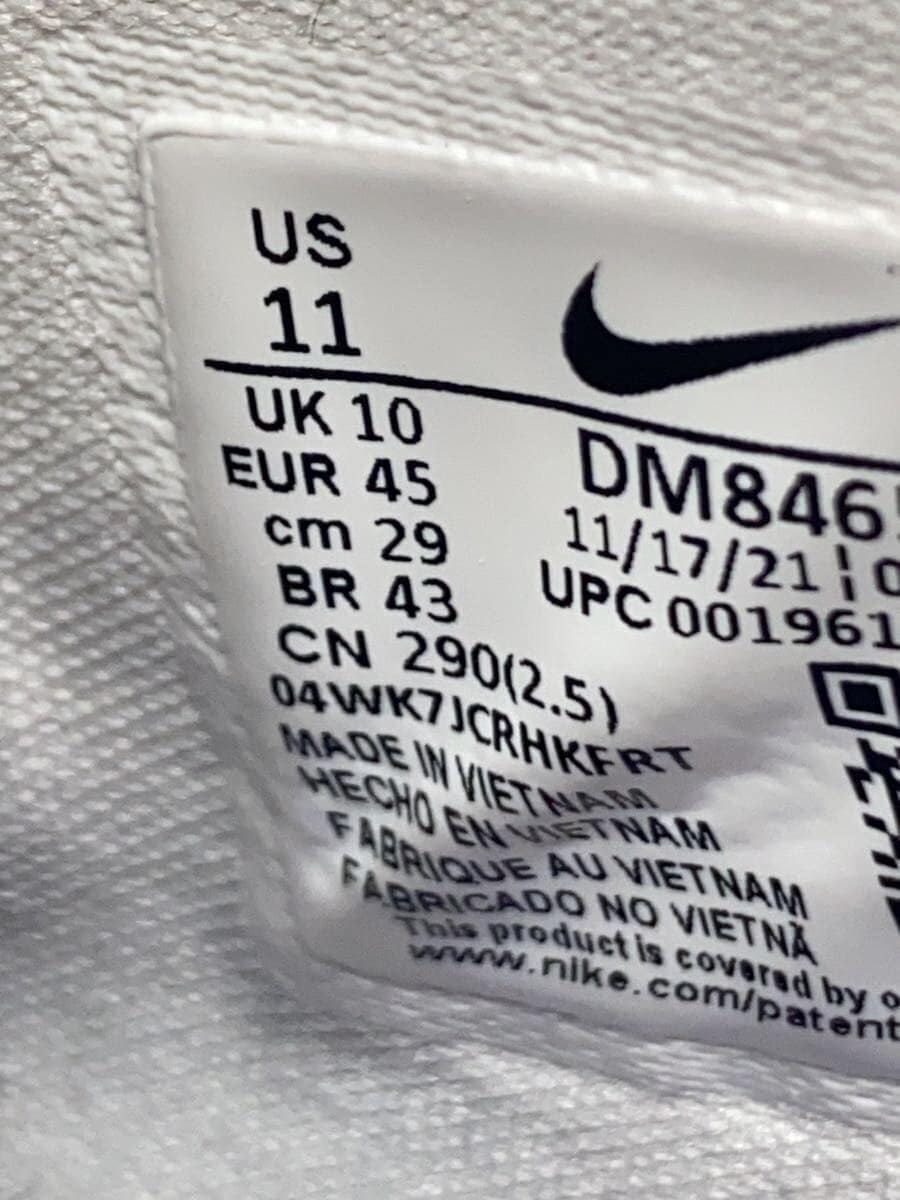 US
11
UK 10
EUR 45
cm 29
BR 43
CN 290(2.5)
04WK7JCRHKFRT
MADE IN VIETNAM
HECHO EN VIETNAM
FABRIQUE AU VIETNAM
FABRICADO NO VIETNÃ
This product is covered by
www.nike.com/patent
DM846
11/17/21 ¦ 0
UPC 001961